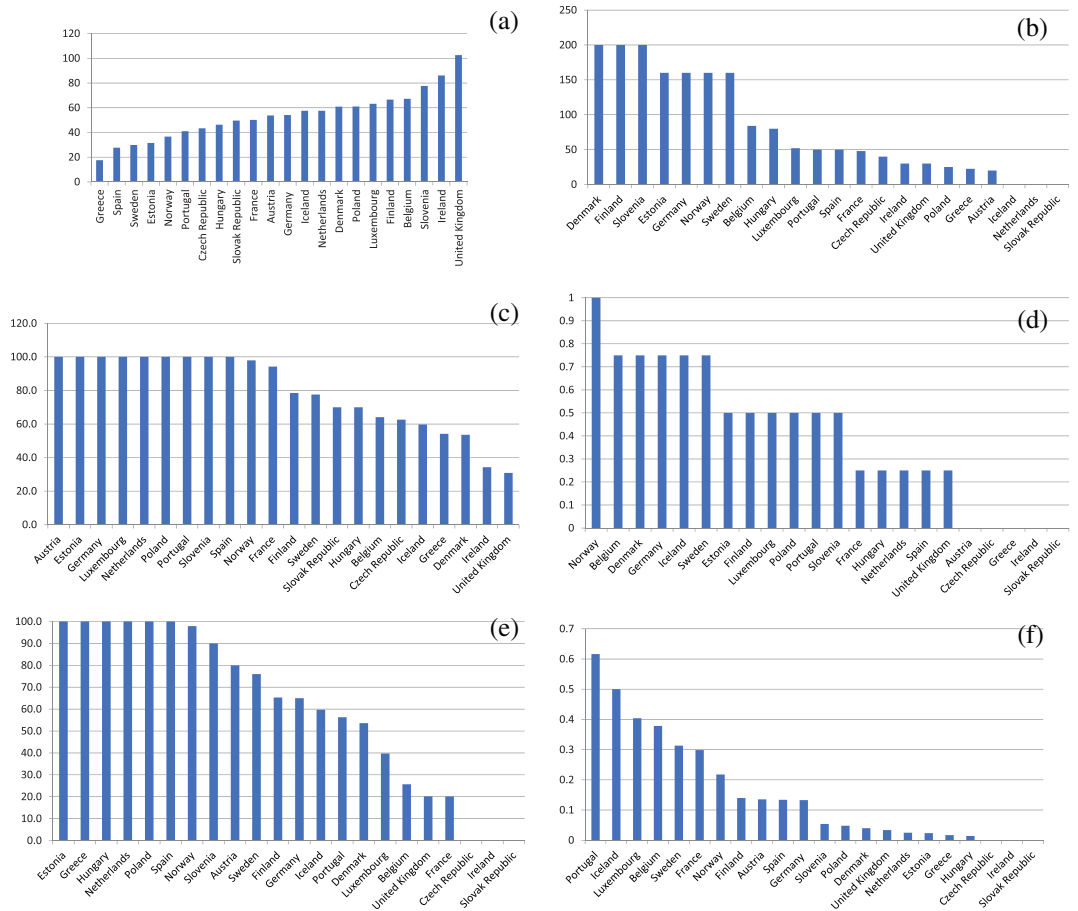 (a)
120
100
80
60
40
20
0
Greece
Spain
Sweden
Estonia
Norway
Portugal
Czech Republic
Hungary
Slovak Republic
France
Austria
Germany
Iceland
Netherlands
Denmark
Poland
Luxembourg
Finland
Belgium
Slovenia
Ireland
United Kingdom
(b)
250
200
150
100
50
0
Denmark
Finland
Slovenia
Estonia
Germany
Norway
Sweden
Belgium
Hungary
Luxembourg
Portugal
Spain
France
Czech Republic
Ireland
United Kingdom
Poland
Greece
Austria
Iceland
Netherlands
Slovak Republic
(c)
120.0
100.0
80.0
60.0
40.0
20.0
0.0
Austria
Estonia
Germany
Luxembourg
Netherlands
Poland
Portugal
Slovenia
Spain
Norway
France
Finland
Sweden
Slovak Republic
Hungary
Belgium
Czech Republic
Iceland
Greece
Denmark
Ireland
United Kingdom
(d)
1
0.9
0.8
0.7
0.6
0.5
0.4
0.3
0.2
0.1
0
Norway
Belgium
Denmark
Germany
Iceland
Sweden
Estonia
Finland
Luxembourg
Poland
Portugal
Slovenia
France
Hungary
Netherlands
Spain
United Kingdom
Austria
Czech Republic
Greece
Ireland
Slovak Republic
(e)
100.0
90.0
80.0
70.0
60.0
50.0
40.0
30.0
20.0
10.0
0.0
Estonia
Greece
Hungary
Netherlands
Poland
Spain
Norway
Slovenia
Austria
Sweden
Finland
Germany
Iceland
Portugal
Denmark
Luxembourg
Belgium
United Kingdom
France
Czech Republic
Ireland
Slovak Republic
(f)
0.7
0.6
0.5
0.4
0.3
0.2
0.1
0
Portugal
Iceland
Luxembourg
Belgium
Sweden
France
Norway
Finland
Austria
Spain
Germany
Slovenia
Poland
Denmark
United Kingdom
Netherlands
Estonia
Greece
Hungary
Czech Republic
Ireland
Slovak Republic